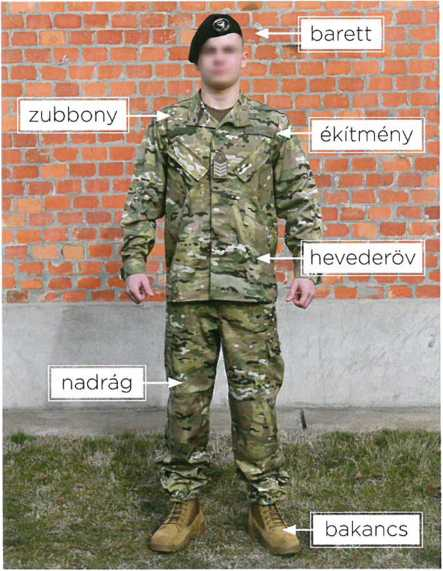 barett
zubbony
ékítmény
hevederöv
nadrág
bakancs